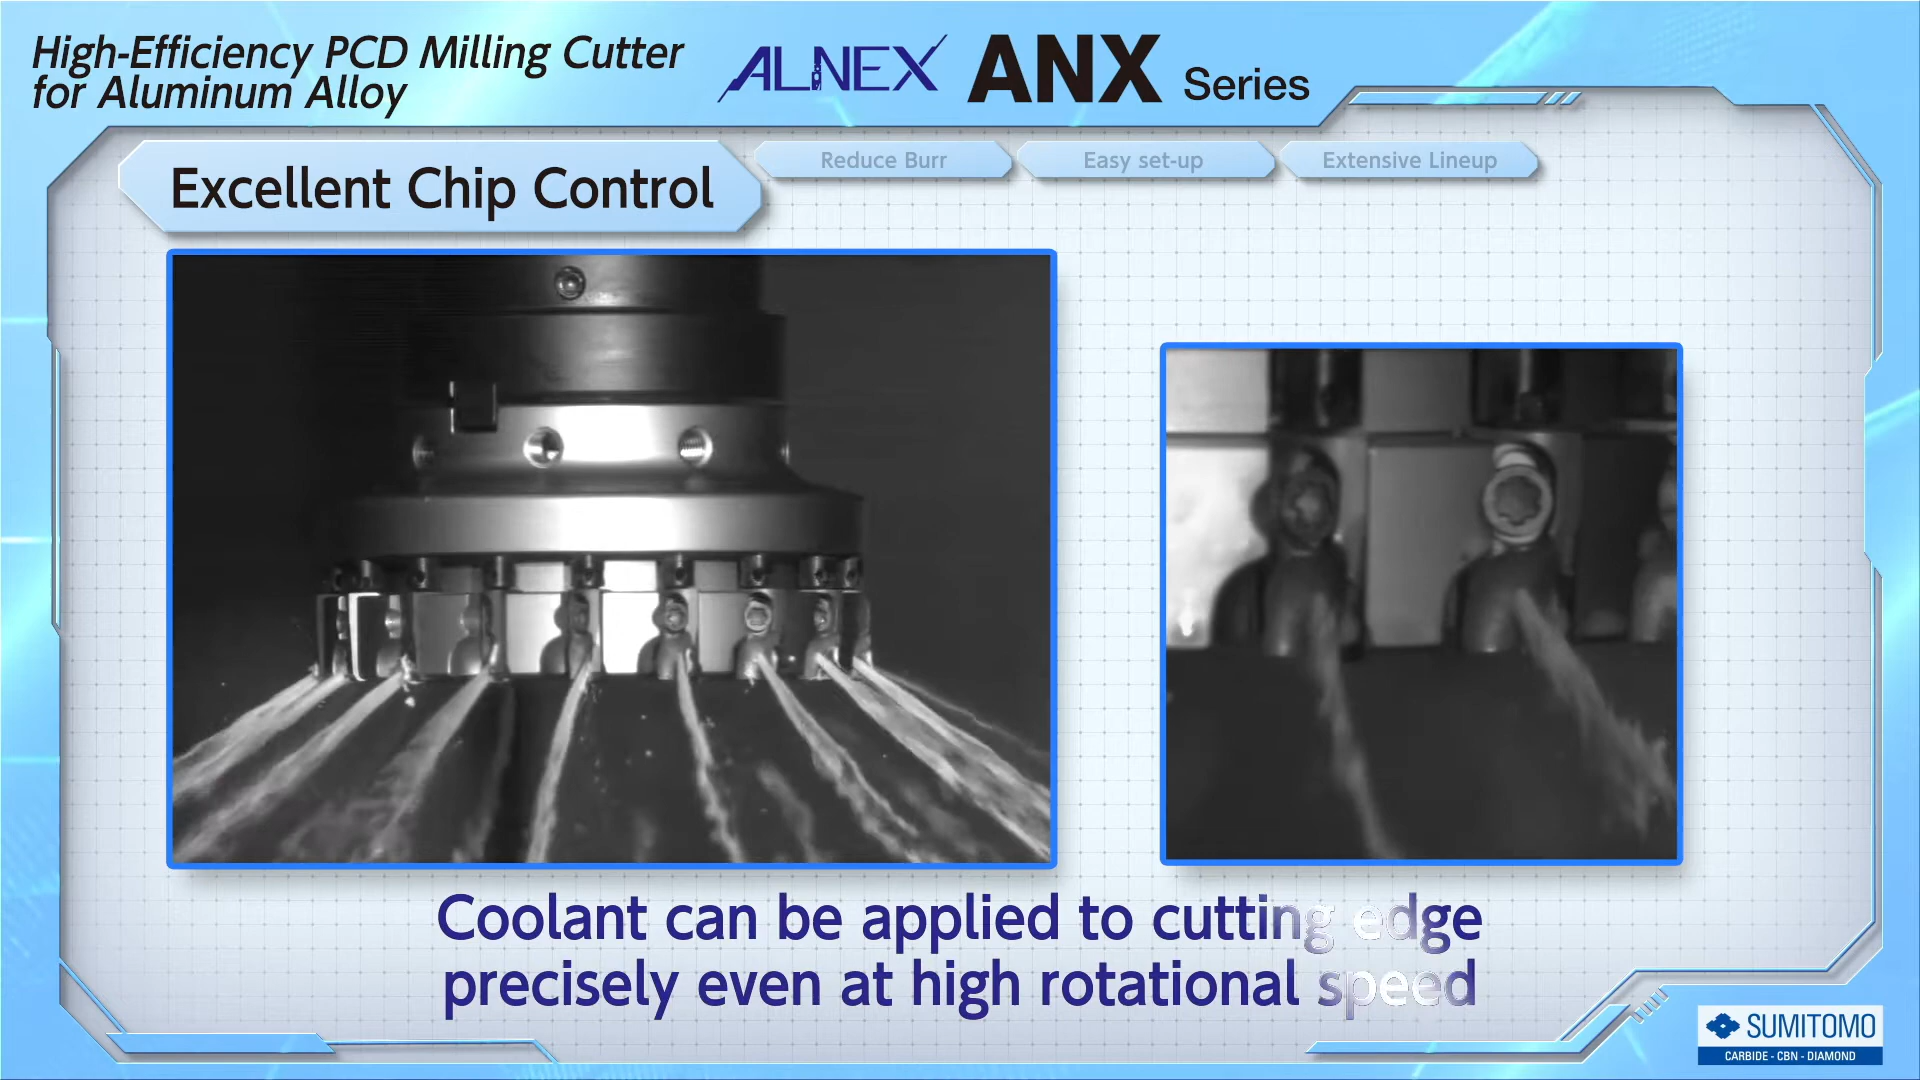 High-Efficiency PCD Milling Cutter
for Aluminum Alloy
ALNEX ANX Series
Excellent Chip Control
Reduce Burr
Easy set-up
Extensive Lineup
Coolant can be applied to cutting edge
precisely even at high rotational speed
SUMITOMO
CARBIDE - CBN - DIAMOND